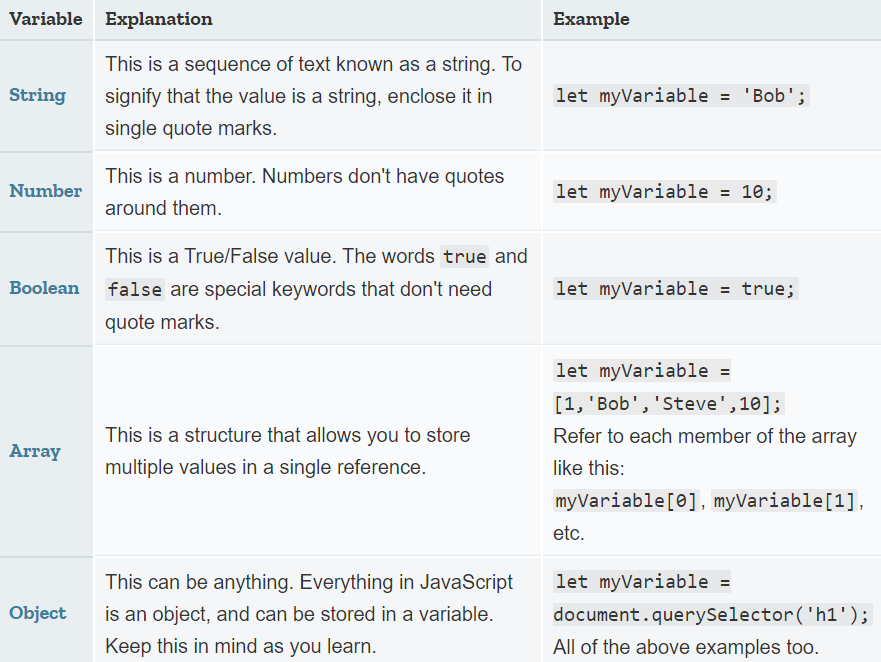 Variable Explanation Example
String
This is a sequence of text known as a string. To
signify that the value is a string, enclose it in
single quote marks.
let myVariable = 'Bob';
Number
This is a number. Numbers don't have quotes
around them.
let myVariable = 10;
Boolean
This is a True/False value. The words true and
false are special keywords that don't need
quote marks.
let myVariable = true;
Array
This is a structure that allows you to store
multiple values in a single reference.
let myVariable =
[1,'Bob','Steve',10];
Refer to each member of the array
like this:
myVariable[0], myVariable[1],
etc.
Object
This can be anything. Everything in JavaScript
is an object, and can be stored in a variable.
Keep this in mind as you learn.
let myVariable =
document.querySelector('h1');
All of the above examples too.